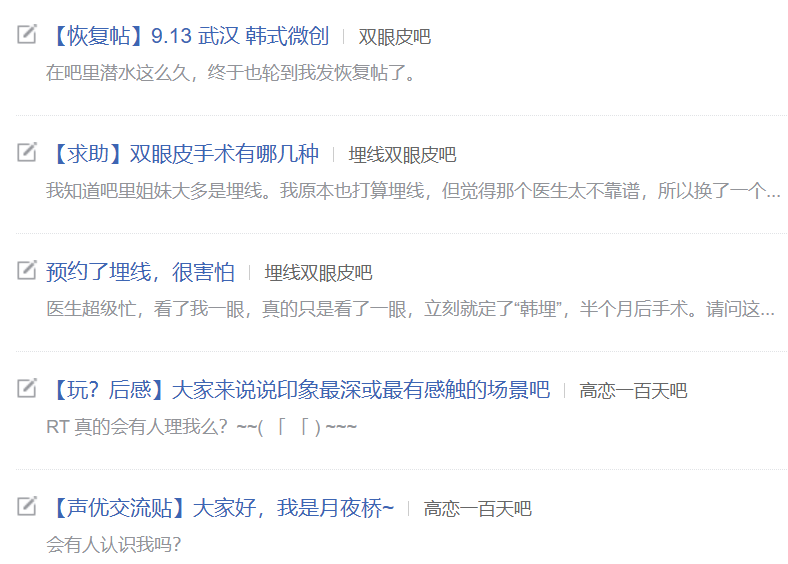 【恢复帖】9.13 武汉 韩式微创 | 双眼皮吧
在吧里潜水这么久，终于也轮到我发恢复帖了。
【求助】双眼皮手术有哪几种 | 埋线双眼皮吧
我知道吧里姐妹大多是埋线。我原本也打算埋线，但觉得那个医生太不靠谱，所以换了一个...
预约了埋线，很害怕 | 埋线双眼皮吧
医生超级忙，看了我一眼，真的只是看了一眼，立刻就定了“韩埋”，半个月后手术。请问这...
【玩？后感】大家来说说印象最深或最有感触的场景吧 | 高恋一百天吧
RT 真的会有人理我么？~~(「 「 ) ~~~
【声优交流贴】大家好，我是月夜桥~ | 高恋一百天吧
会有人认识我吗？